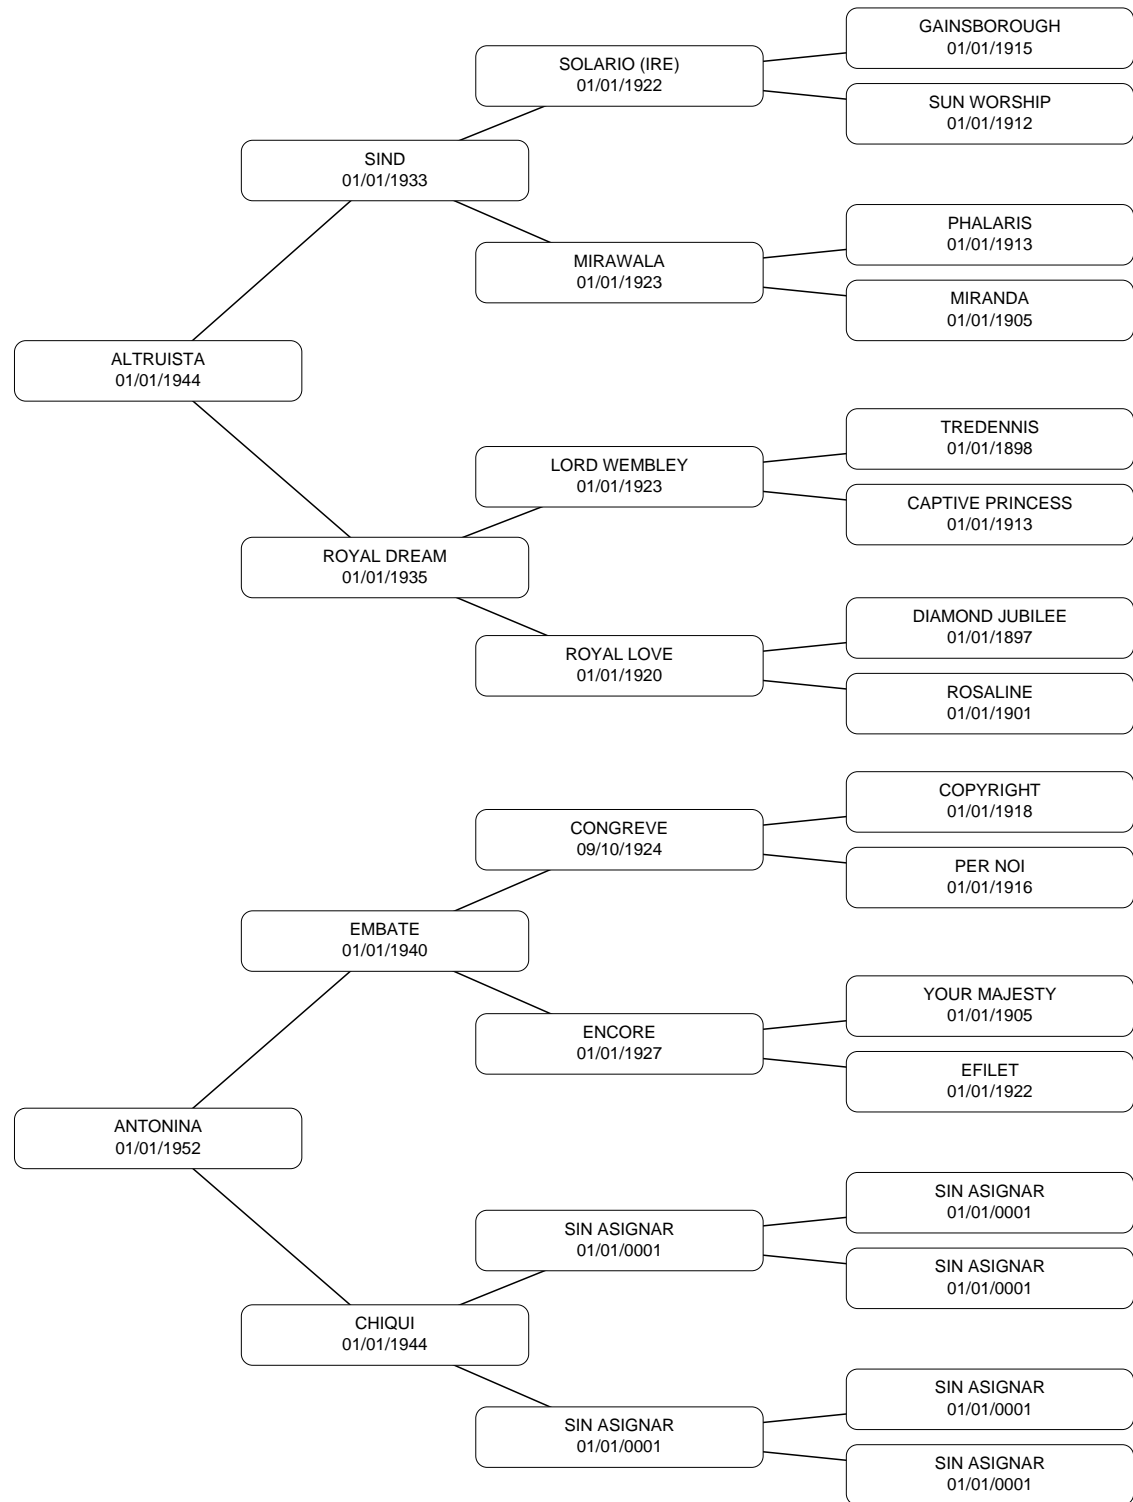 GAINSBOROUGH
01/01/1915
SOLARIO (IRE)
01/01/1922
SUN WORSHIP
01/01/1912
SIND
01/01/1933
PHALARIS
01/01/1913
MIRAWALA
01/01/1923
MIRANDA
01/01/1905
ALTRUISTA
01/01/1944
TREDENNIS
01/01/1898
LORD WEMBLEY
01/01/1923
CAPTIVE PRINCESS
01/01/1913
ROYAL DREAM
01/01/1935
DIAMOND JUBILEE
01/01/1897
ROYAL LOVE
01/01/1920
ROSALINE
01/01/1901
COPYRIGHT
01/01/1918
CONGREVE
09/10/1924
PER NOI
01/01/1916
EMBATE
01/01/1940
YOUR MAJESTY
01/01/1905
ENCORE
01/01/1927
EFILET
01/01/1922
ANTONINA
01/01/1952
SIN ASIGNAR
01/01/0001
SIN ASIGNAR
01/01/0001
SIN ASIGNAR
01/01/0001
CHIQUI
01/01/1944
SIN ASIGNAR
01/01/0001
SIN ASIGNAR
01/01/0001
SIN ASIGNAR
01/01/0001